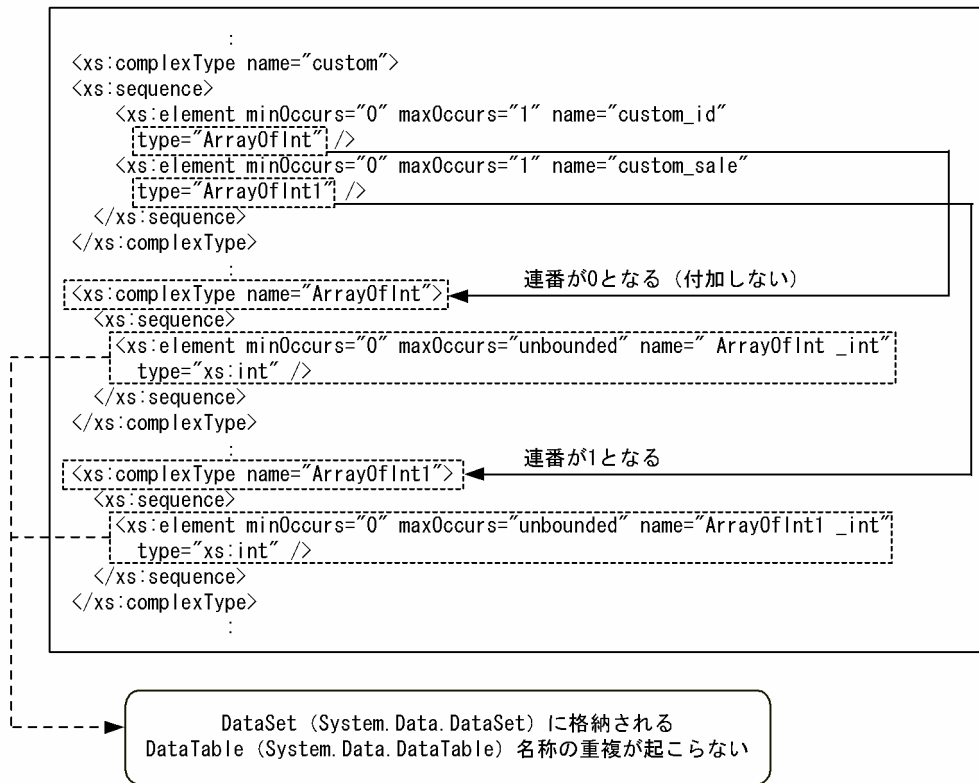 :
<xs:complexType name="custom">
<xs:sequence>
<xs:element minOccurs="0" maxOccurs="1" name="custom_id"
type="ArrayOfInt" />
<xs:element minOccurs="0" maxOccurs="1" name="custom_sale"
type="ArrayOfInt1" />
</xs:sequence>
</xs:complexType>
:
<xs:complexType name="ArrayOfInt">
連番が0となる（付加しない）
<xs:sequence>
<xs:element minOccurs="0" maxOccurs="unbounded" name=" ArrayOfInt _int"
type="xs:int" />
</xs:sequence>
</xs:complexType>
:
<xs:complexType name="ArrayOfInt1">
連番が1となる
<xs:sequence>
<xs:element minOccurs="0" maxOccurs="unbounded" name="ArrayOfInt1 _int"
type="xs:int" />
</xs:sequence>
</xs:complexType>
:
DataSet（System.Data.DataSet）に格納される
DataTable（System.Data.DataTable）名称の重複が起こらない